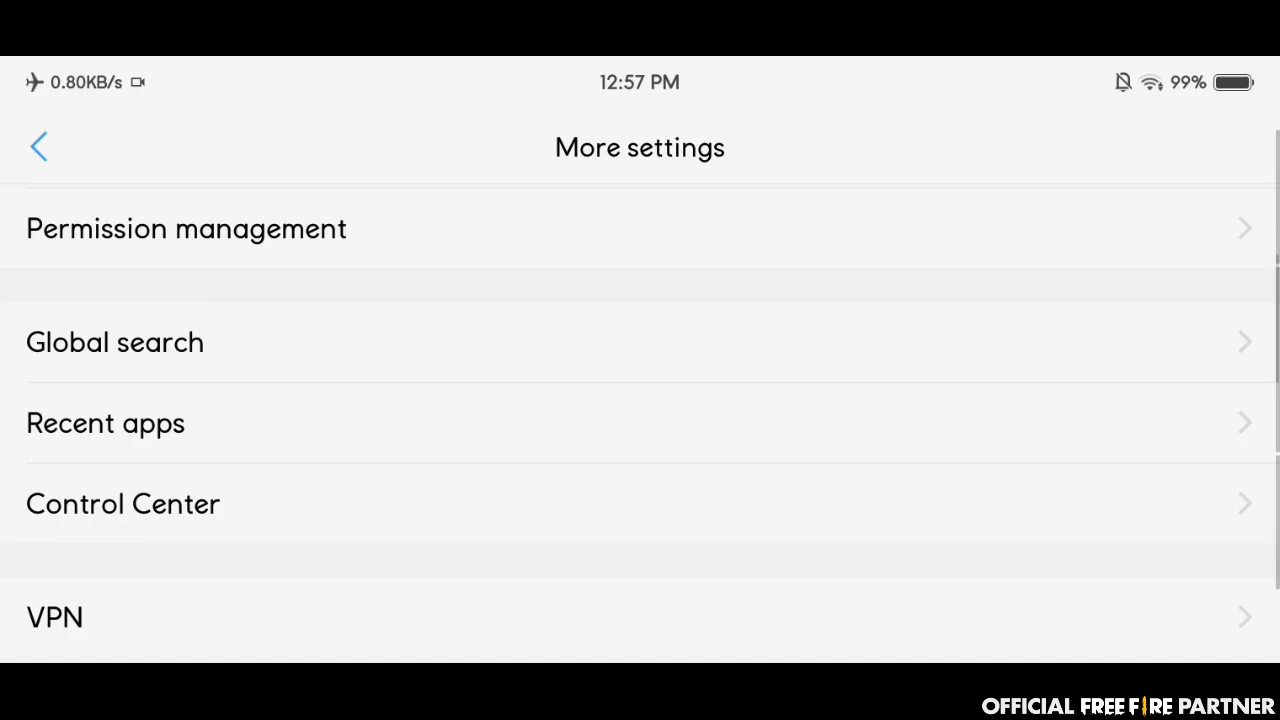 0.80KB/s 12:57 PM 99%
More settings
Permission management
Global search
Recent apps
Control Center
VPN
OFFICIAL FREE FIRE PARTNER